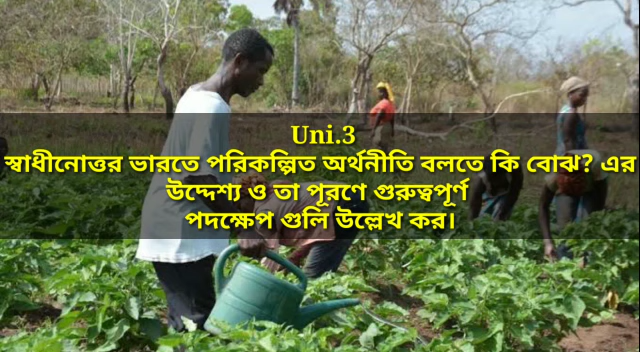 Uni.3
স্বাধীনোত্তর ভারতে পরিকল্পিত অর্থনীতি বলতে কি বোঝ? এর
উদ্দেশ্য ও তা পূরণে গুরুত্বপূর্ণ
পদক্ষেপ গুলি উল্লেখ কর।